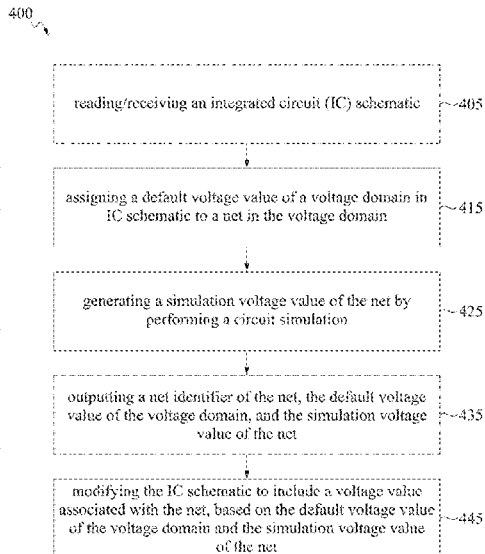 400
reading/receiving an integrated circuit (IC) schematic
405
assigning a default voltage value of a voltage domain in
IC schematic to a net in the voltage domain
415
generating a simulation voltage value of the net by
performing a circuit simulation
425
outputting a net identifier of the net, the default voltage
value of the voltage domain, and the simulation voltage
value of the net
435
modifying the IC schematic to include a voltage value
associated with the net, based on the default voltage value
of the voltage domain and the simulation voltage value
of the net
445